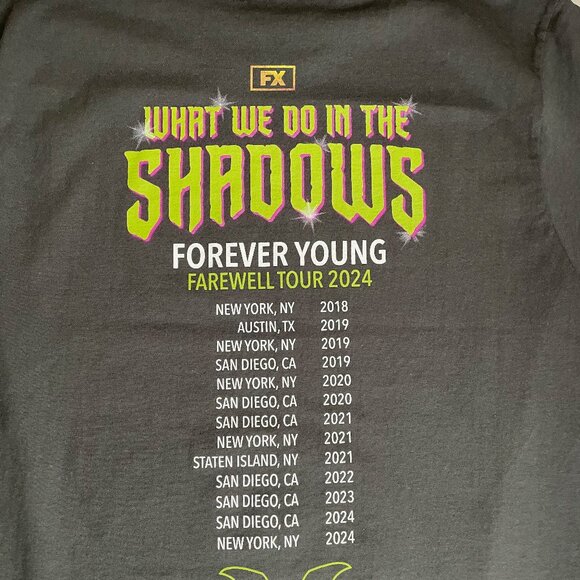 FX
WHAT WE DO IN THE
SHADOWS
FOREVER YOUNG
FAREWELL TOUR 2024
NEW YORK, NY 2018
AUSTIN, TX 2019
NEW YORK, NY 2019
SAN DIEGO, CA 2019
NEW YORK, NY 2020
SAN DIEGO, CA 2020
SAN DIEGO, CA 2021
NEW YORK, NY 2021
STATEN ISLAND, NY 2021
SAN DIEGO, CA 2022
SAN DIEGO, CA 2023
SAN DIEGO, CA 2024
NEW YORK, NY 2024